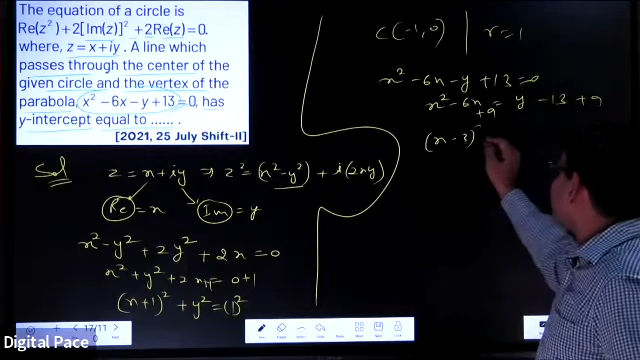 The equation of a circle is
Re(z²)+2[Im(z)]²+2Re(z)=0.
where, z=x+iy. A line which
passes through the center of the
given circle and the vertex of the
parabola, x²−6x−y+13=0, has
y-intercept equal to ......
[2021, 25 July Shift-II]
Sol z = x+iy ⇒ z² = (x²−y²) + i(2xy)
Re = x Im = y
x²−y² + 2y² + 2x = 0
x² + y² + 2x+1 = 0+1
(x+1)² + y² = (1)²
C(-1,0) | r=1
x² − 6x − y + 13 = 0
x² − 6x +9 = y − 13 + 9
(x−3)²
17/11
Digital Pace